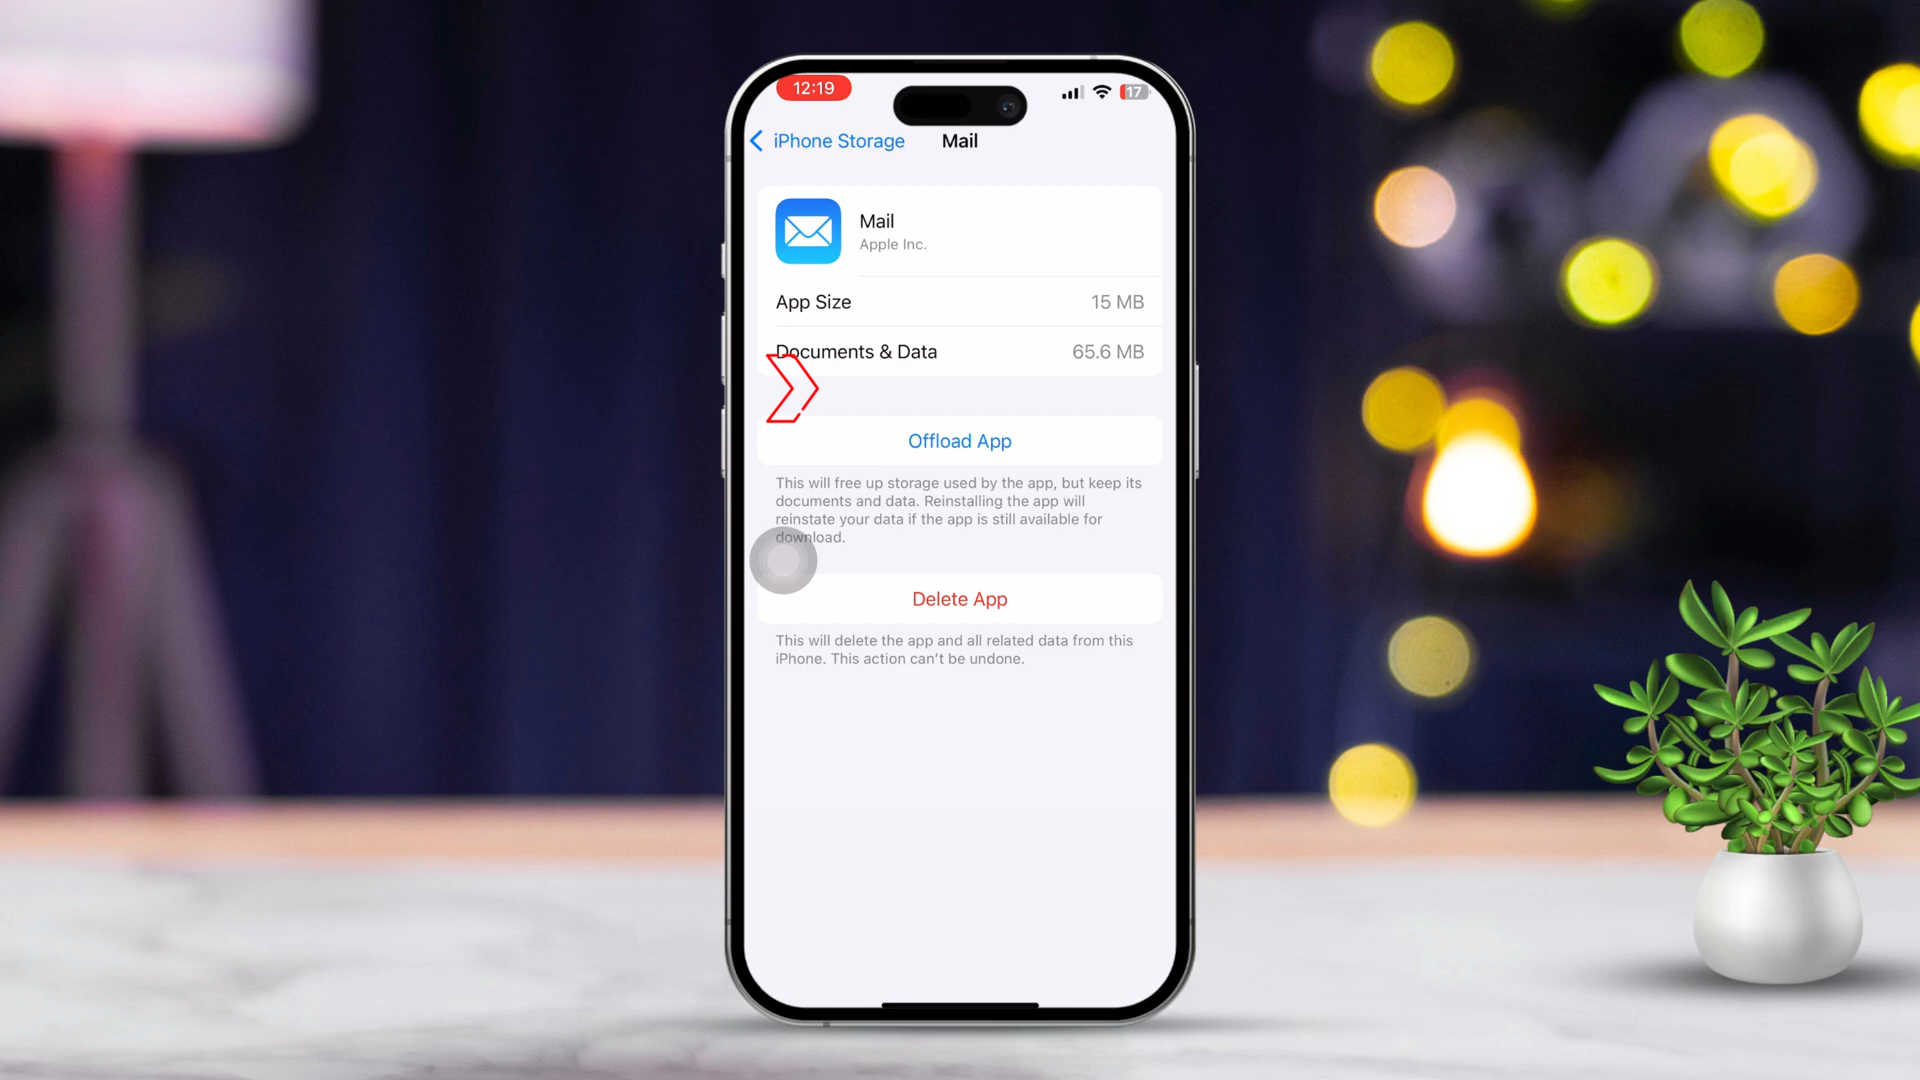 12:19
17
iPhone Storage
Mail
Mail
Apple Inc.
App Size
15 MB
Documents & Data
65.6 MB
Offload App
This will free up storage used by the app, but keep its
documents and data. Reinstalling the app will
reinstate your data if the app is still available for
download.
Delete App
This will delete the app and all related data from this
iPhone. This action can't be undone.